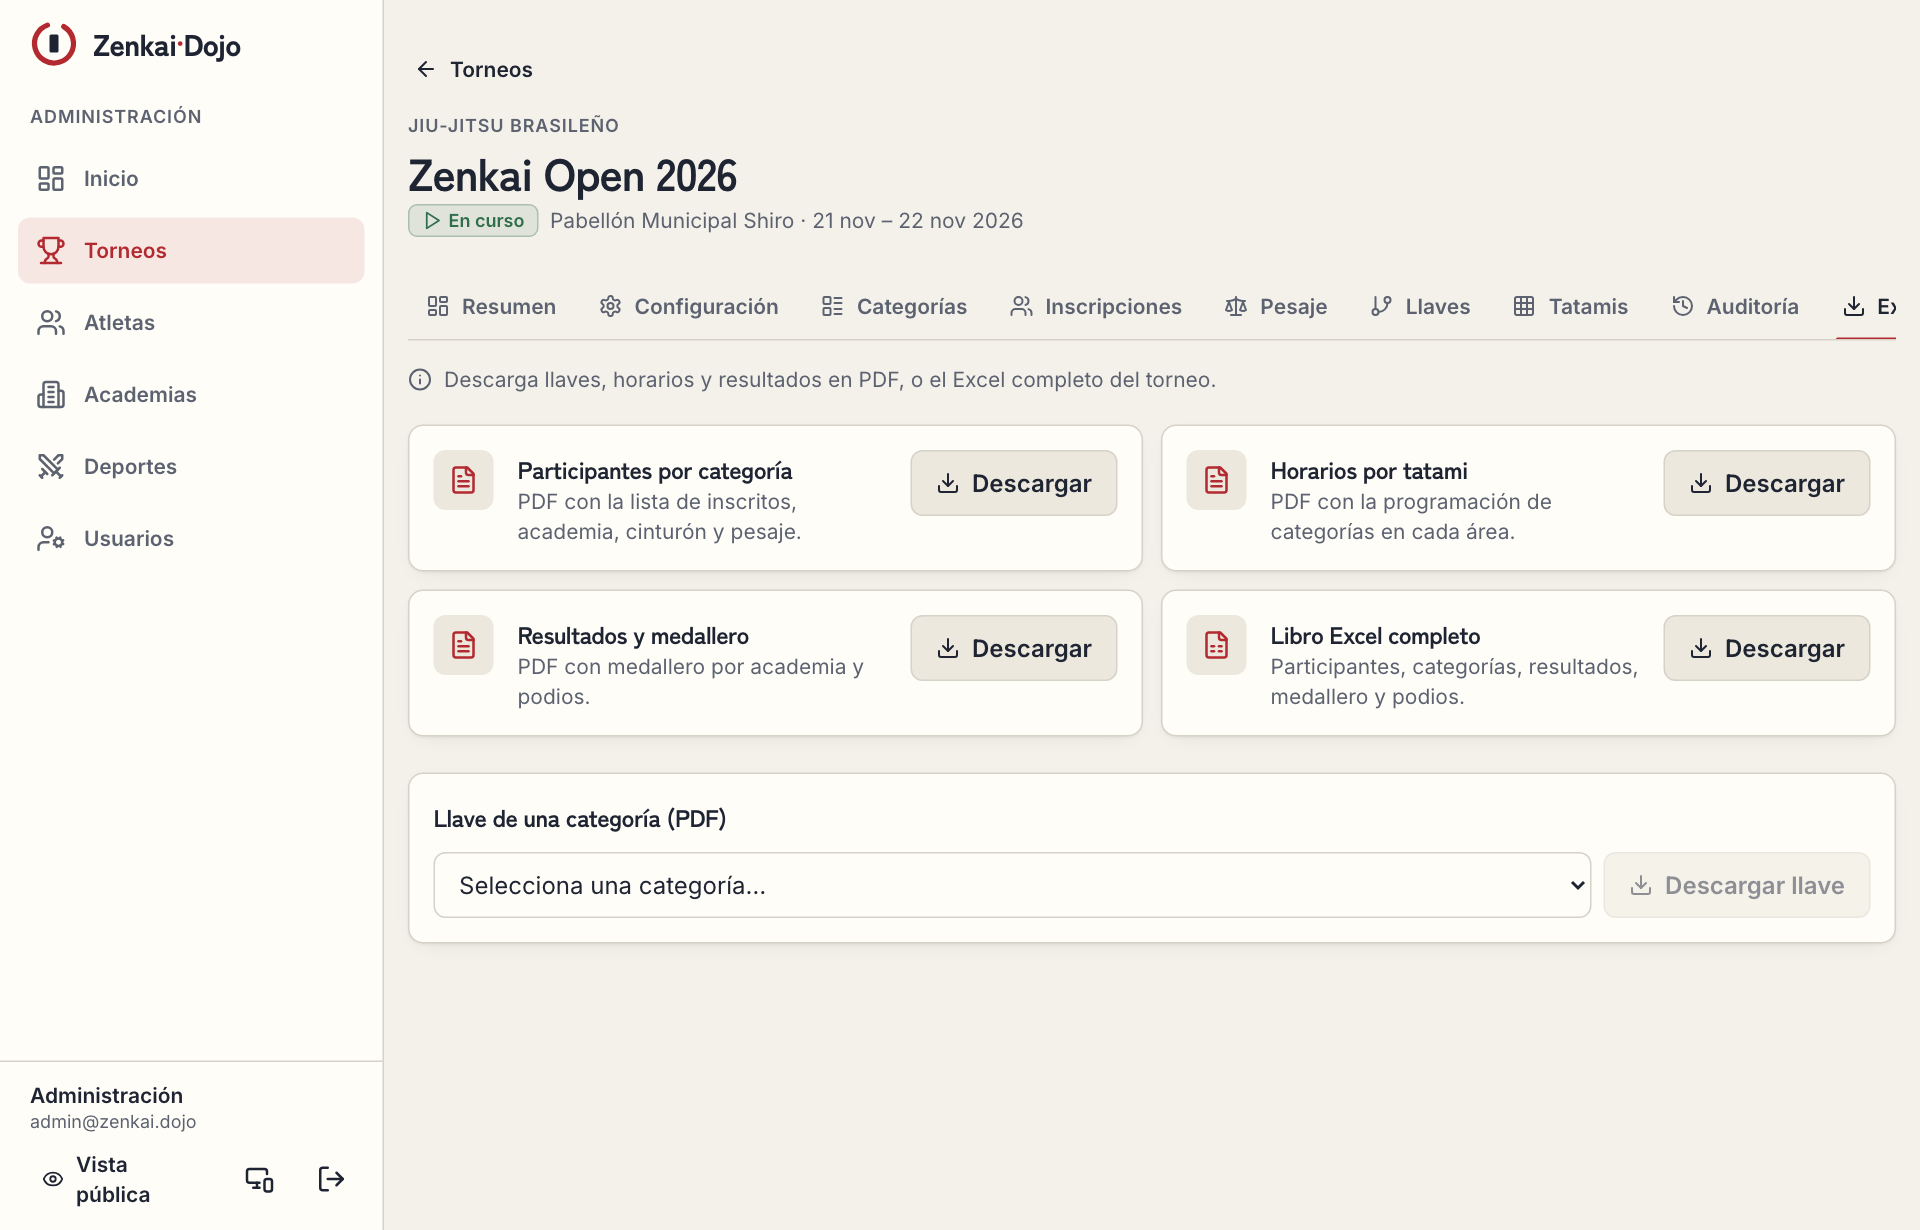 Zenkai·Dojo
ADMINISTRACIÓN
Inicio
Torneos
Atletas
Academias
Deportes
Usuarios
Administración
admin@zenkai.dojo
Vista
pública
Torneos
JIU-JITSU BRASILEÑO
Zenkai Open 2026
En curso Pabellón Municipal Shiro · 21 nov – 22 nov 2026
Resumen Configuración Categorías Inscripciones Pesaje Llaves Tatamis Auditoría
Descarga llaves, horarios y resultados en PDF, o el Excel completo del torneo.
Participantes por categoría
PDF con la lista de inscritos,
academia, cinturón y pesaje.
Descargar
Horarios por tatami
PDF con la programación de
categorías en cada área.
Descargar
Resultados y medallero
PDF con medallero por academia y
podios.
Descargar
Libro Excel completo
Participantes, categorías, resultados,
medallero y podios.
Descargar
Llave de una categoría (PDF)
Selecciona una categoría...
Descargar llave